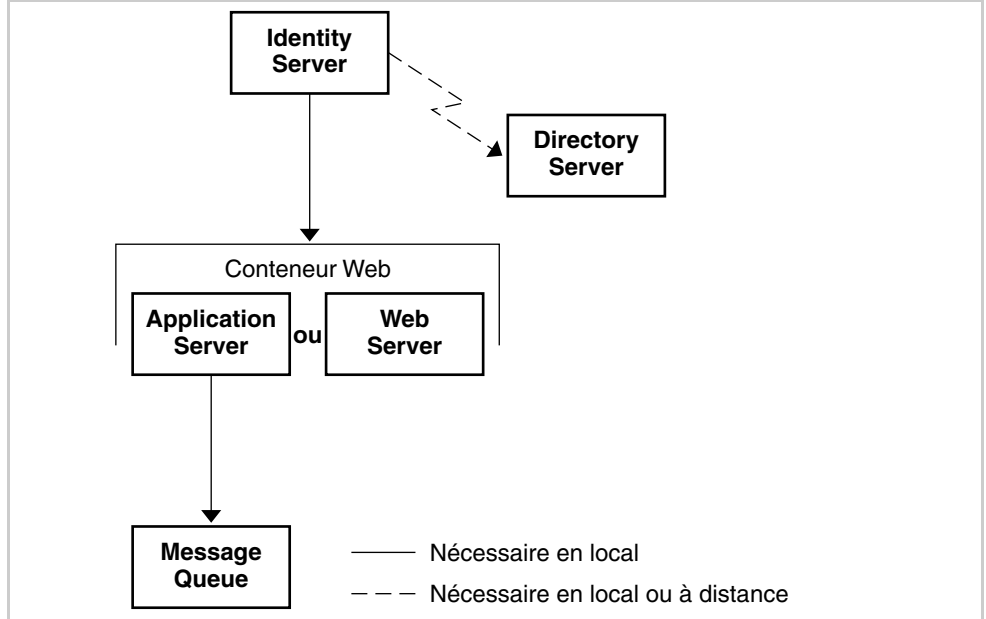 Identity
Server
Directory
Server
Conteneur Web
Application
Server
ou
Web
Server
Message
Queue
Nécessaire en local
Nécessaire en local ou à distance